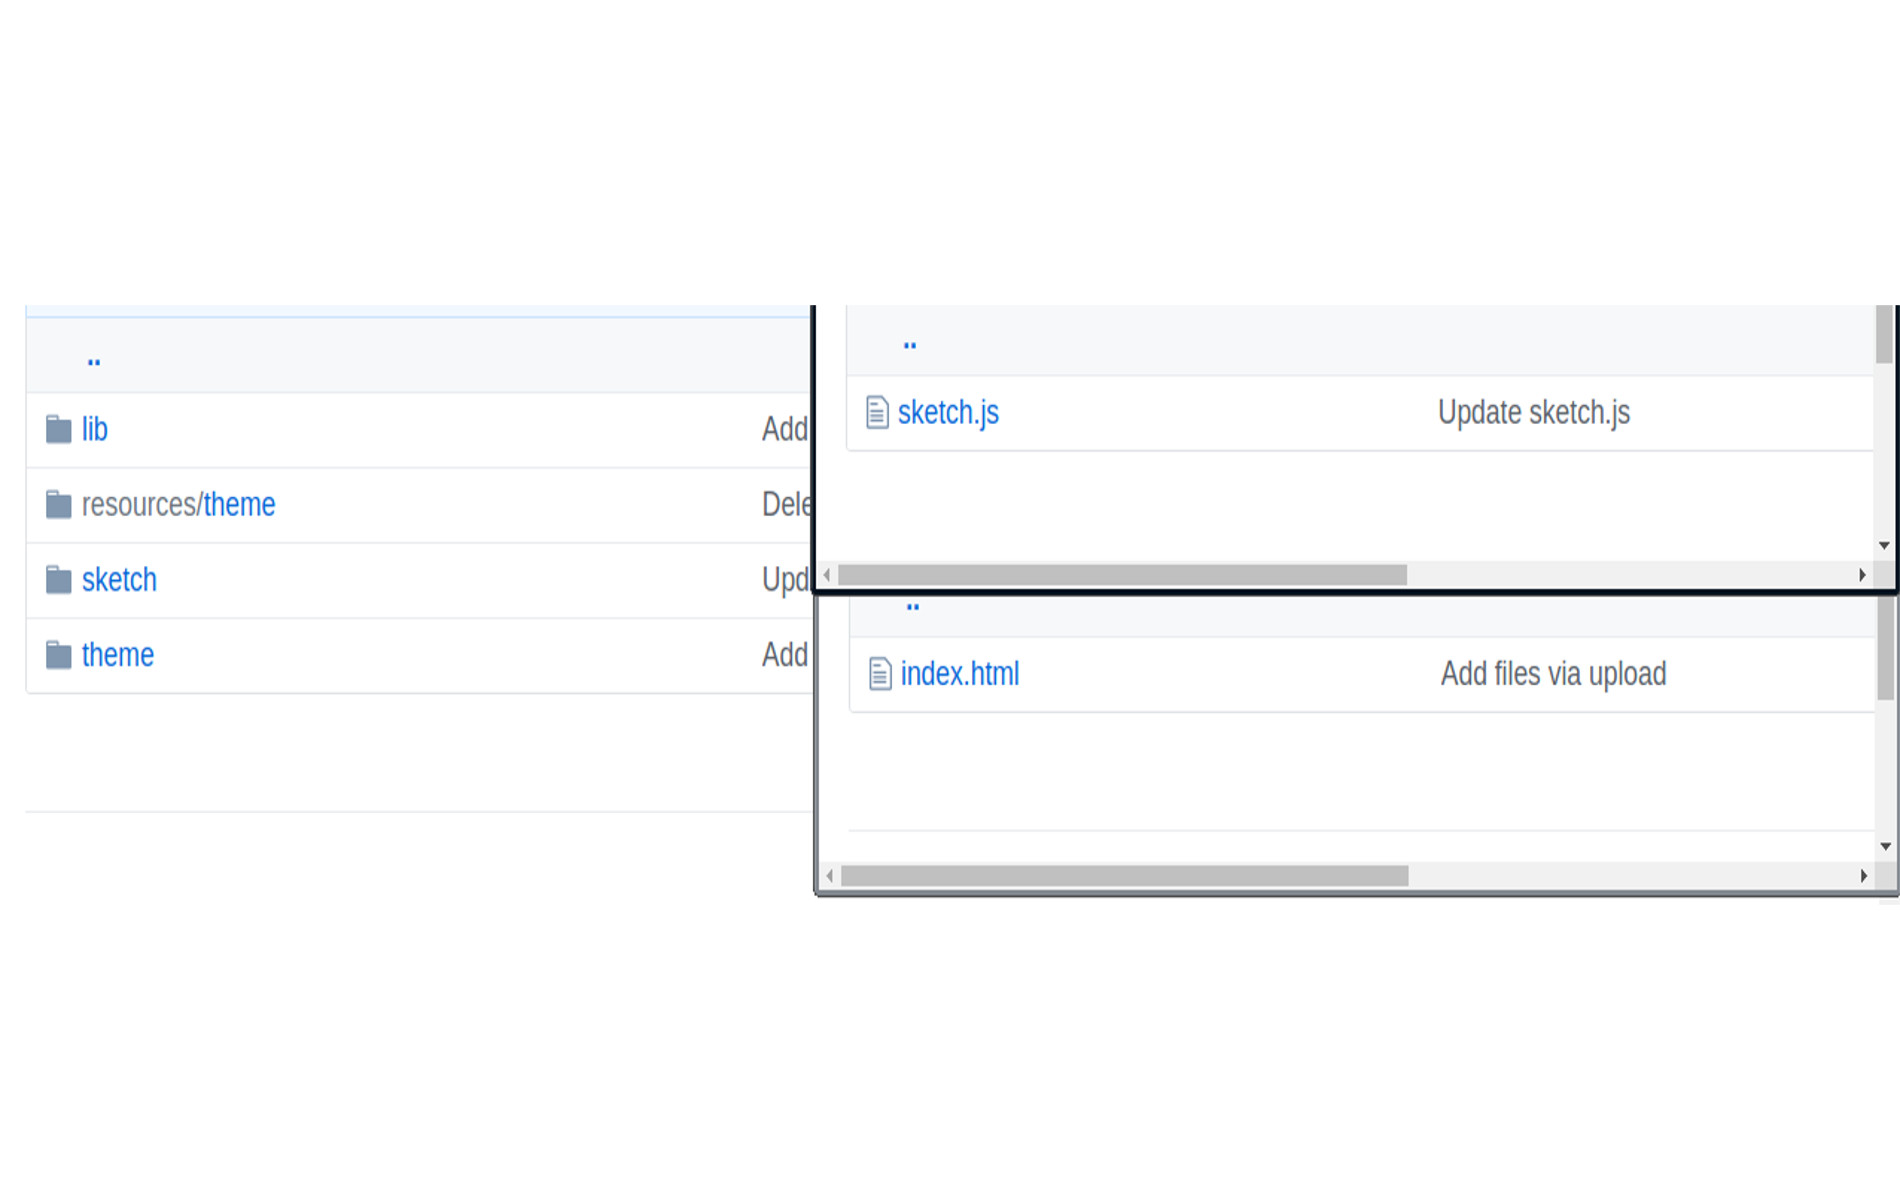 ..
lib Add
resources/theme Dele
sketch Upd
theme Add
..
sketch.js Update sketch.js
..
index.html Add files via upload